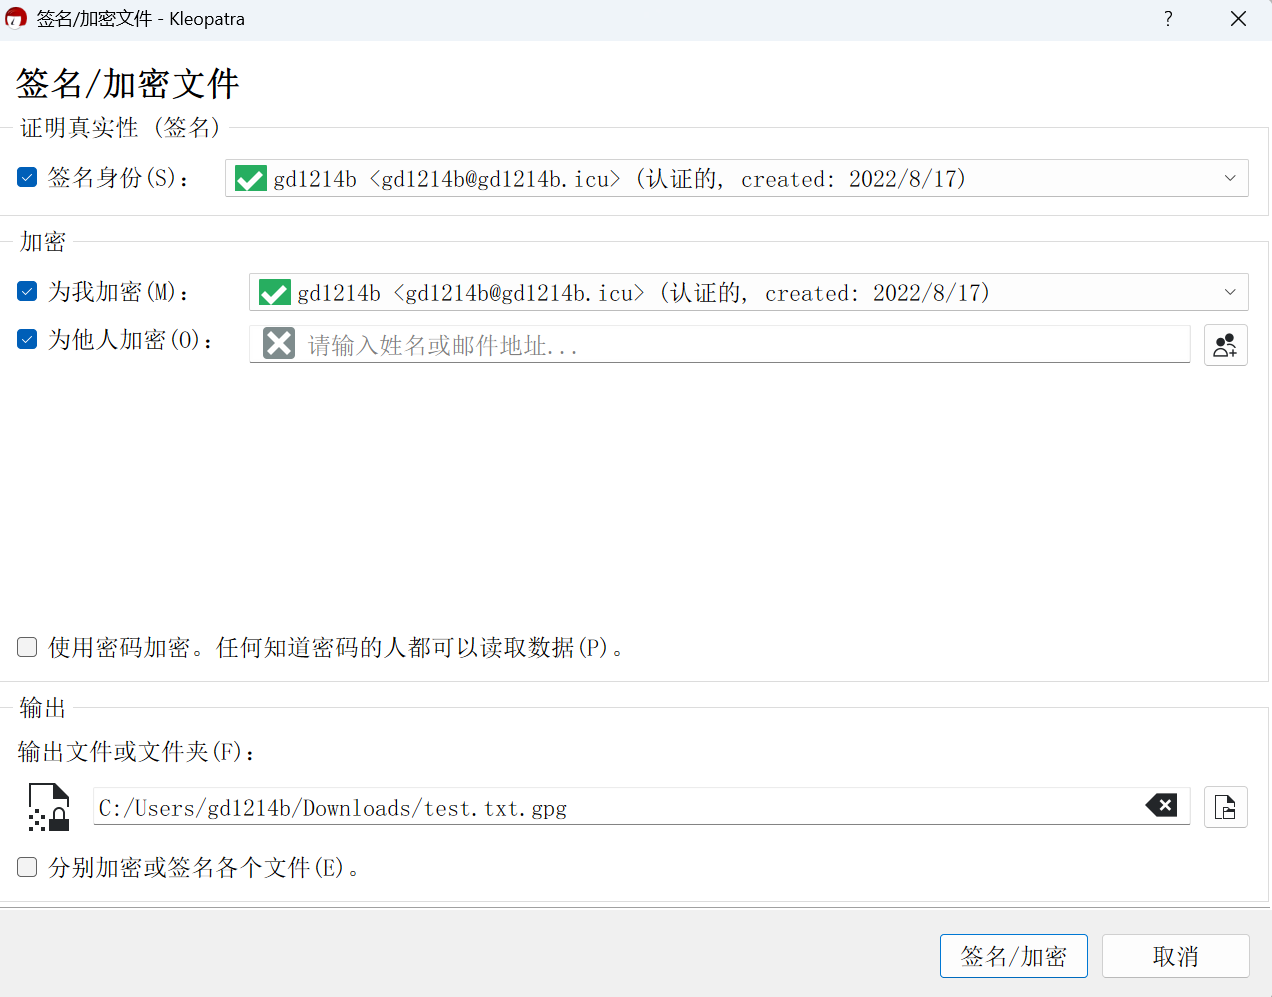 签名/加密文件 - Kleopatra
?
签名/加密文件
证明真实性 (签名)
签名身份(S)： gd1214b <gd1214b@gd1214b.icu> (认证的, created: 2022/8/17)
加密
为我加密(M)： gd1214b <gd1214b@gd1214b.icu> (认证的, created: 2022/8/17)
为他人加密(O)： 请输入姓名或邮件地址...
使用密码加密。任何知道密码的人都可以读取数据(P)。
输出
输出文件或文件夹(F)：
C:/Users/gd1214b/Downloads/test.txt.gpg
分别加密或签名各个文件(E)。
签名/加密 取消